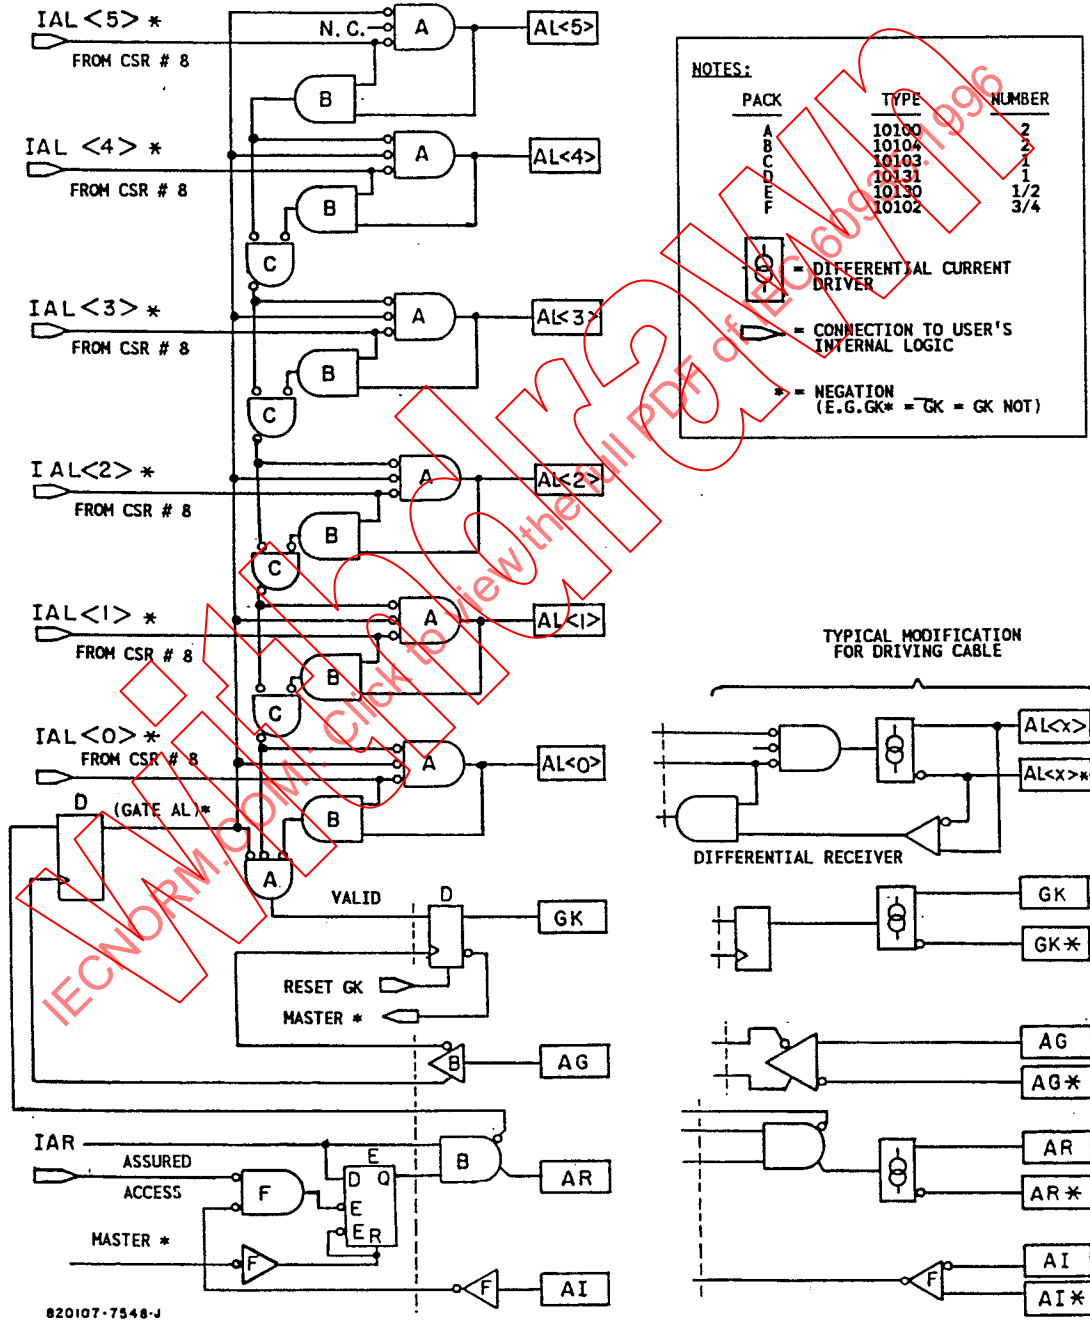 IAL<5> *
FROM CSR # 8
N. C.
A
AL<5>
B
IAL <4> *
FROM CSR # 8
A
AL<4>
B
C
IAL<3> *
FROM CSR # 8
A
AL<3>
B
C
IAL<2> *
FROM CSR # 8
A
AL<2>
B
C
IAL<1> *
FROM CSR # 8
A
AL<1>
B
C
IAL<0> *
FROM CSR # 8
A
AL<0>
B
D
(GATE AL)*
A
VALID
D
GK
RESET GK
MASTER *
B
AG
IAR
ASSURED
ACCESS
F
E
D Q
E
E R
B
AR
MASTER *
F
F
AI
820107-7548-J
NOTES:
PACK TYPE NUMBER
A 10100 2
B 10104 2
C 10103 1
D 10131 1
E 10130 1/2
F 10102 3/4
= DIFFERENTIAL CURRENT
DRIVER
= CONNECTION TO USER'S
INTERNAL LOGIC
* = NEGATION
(E.G.GK* = G̅K̅ = GK NOT)
TYPICAL MODIFICATION
FOR DRIVING CABLE
AL<x>
AL<x>*
DIFFERENTIAL RECEIVER
GK
GK*
AG
AG*
AR
AR*
F
AI
AI*
Withdrawn
IECNORM.COM: Click to view the full PDF of IEC 60935:1996